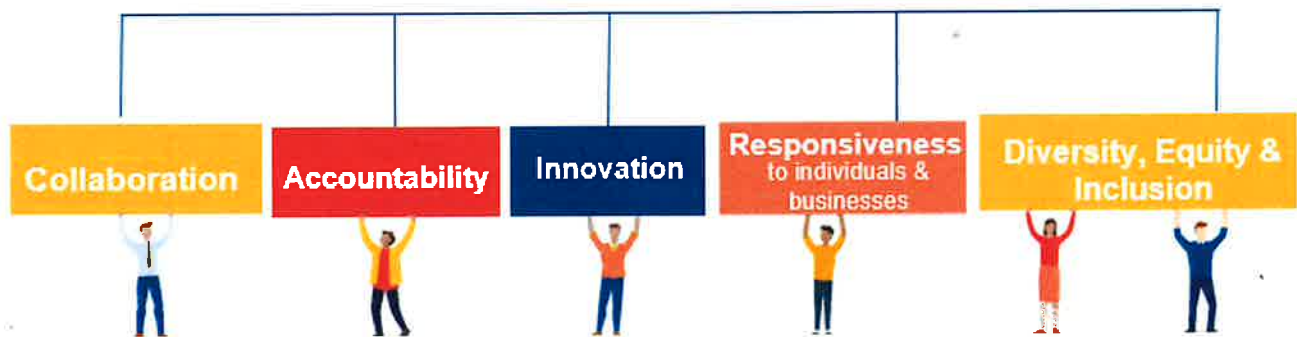 Collaboration
Accountability
Innovation
Responsiveness
to individuals &
businesses
Diversity, Equity &
Inclusion